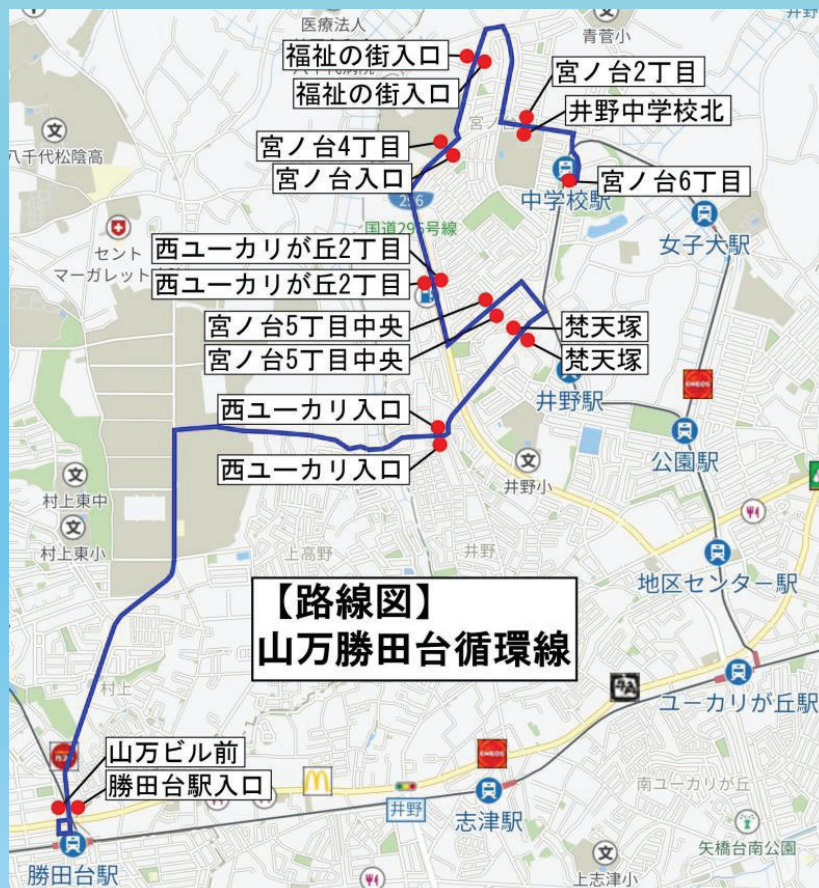 医療法人
青菅小
井野
福祉の街入口
福祉の街入口
宮ノ台2丁目
井野中学校北
八千代松陰高
宮ノ台4丁目
宮ノ台入口
中学校駅
宮ノ台6丁目
296
国道296号線
女子大駅
セント
マーガレット
西ユーカリが丘2丁目
西ユーカリが丘2丁目
宮ノ台5丁目中央
宮ノ台5丁目中央
梵天塚
梵天塚
井野駅
ENEOS
西ユーカリ入口
西ユーカリ入口
公園駅
井野小
村上東中
村上東小
上高野
井野
地区センター駅
【路線図】
山万勝田台循環線
村上
ユーカリが丘駅
山万ビル前
勝田台駅入口
ENEOS
井野
志津駅
南ユーカリが丘
矢橋台南公園
勝田台駅
上志津小